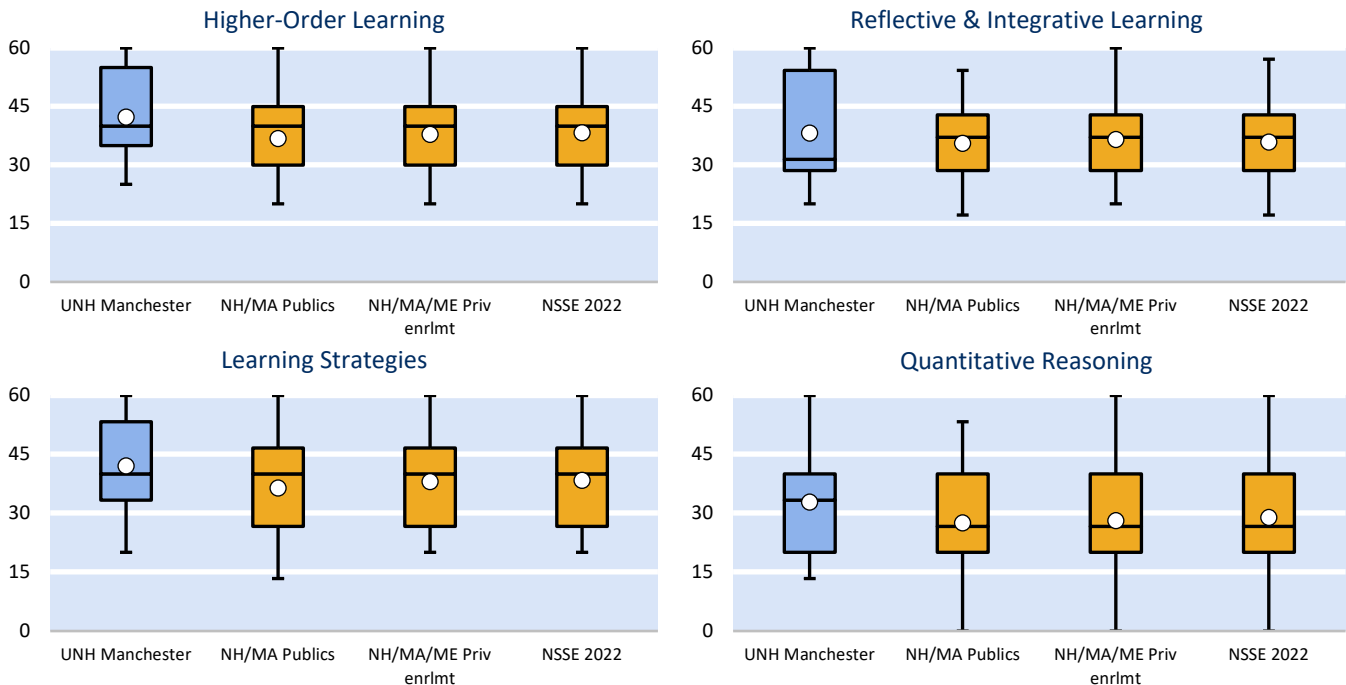 Higher-Order Learning
60
45
30
15
0
UNH Manchester
NH/MA Publics
NH/MA/ME Priv
enrlmt
NSSE 2022
Reflective & Integrative Learning
60
45
30
15
0
UNH Manchester
NH/MA Publics
NH/MA/ME Priv
enrlmt
NSSE 2022
Learning Strategies
60
45
30
15
0
UNH Manchester
NH/MA Publics
NH/MA/ME Priv
enrlmt
NSSE 2022
Quantitative Reasoning
60
45
30
15
0
UNH Manchester
NH/MA Publics
NH/MA/ME Priv
enrlmt
NSSE 2022